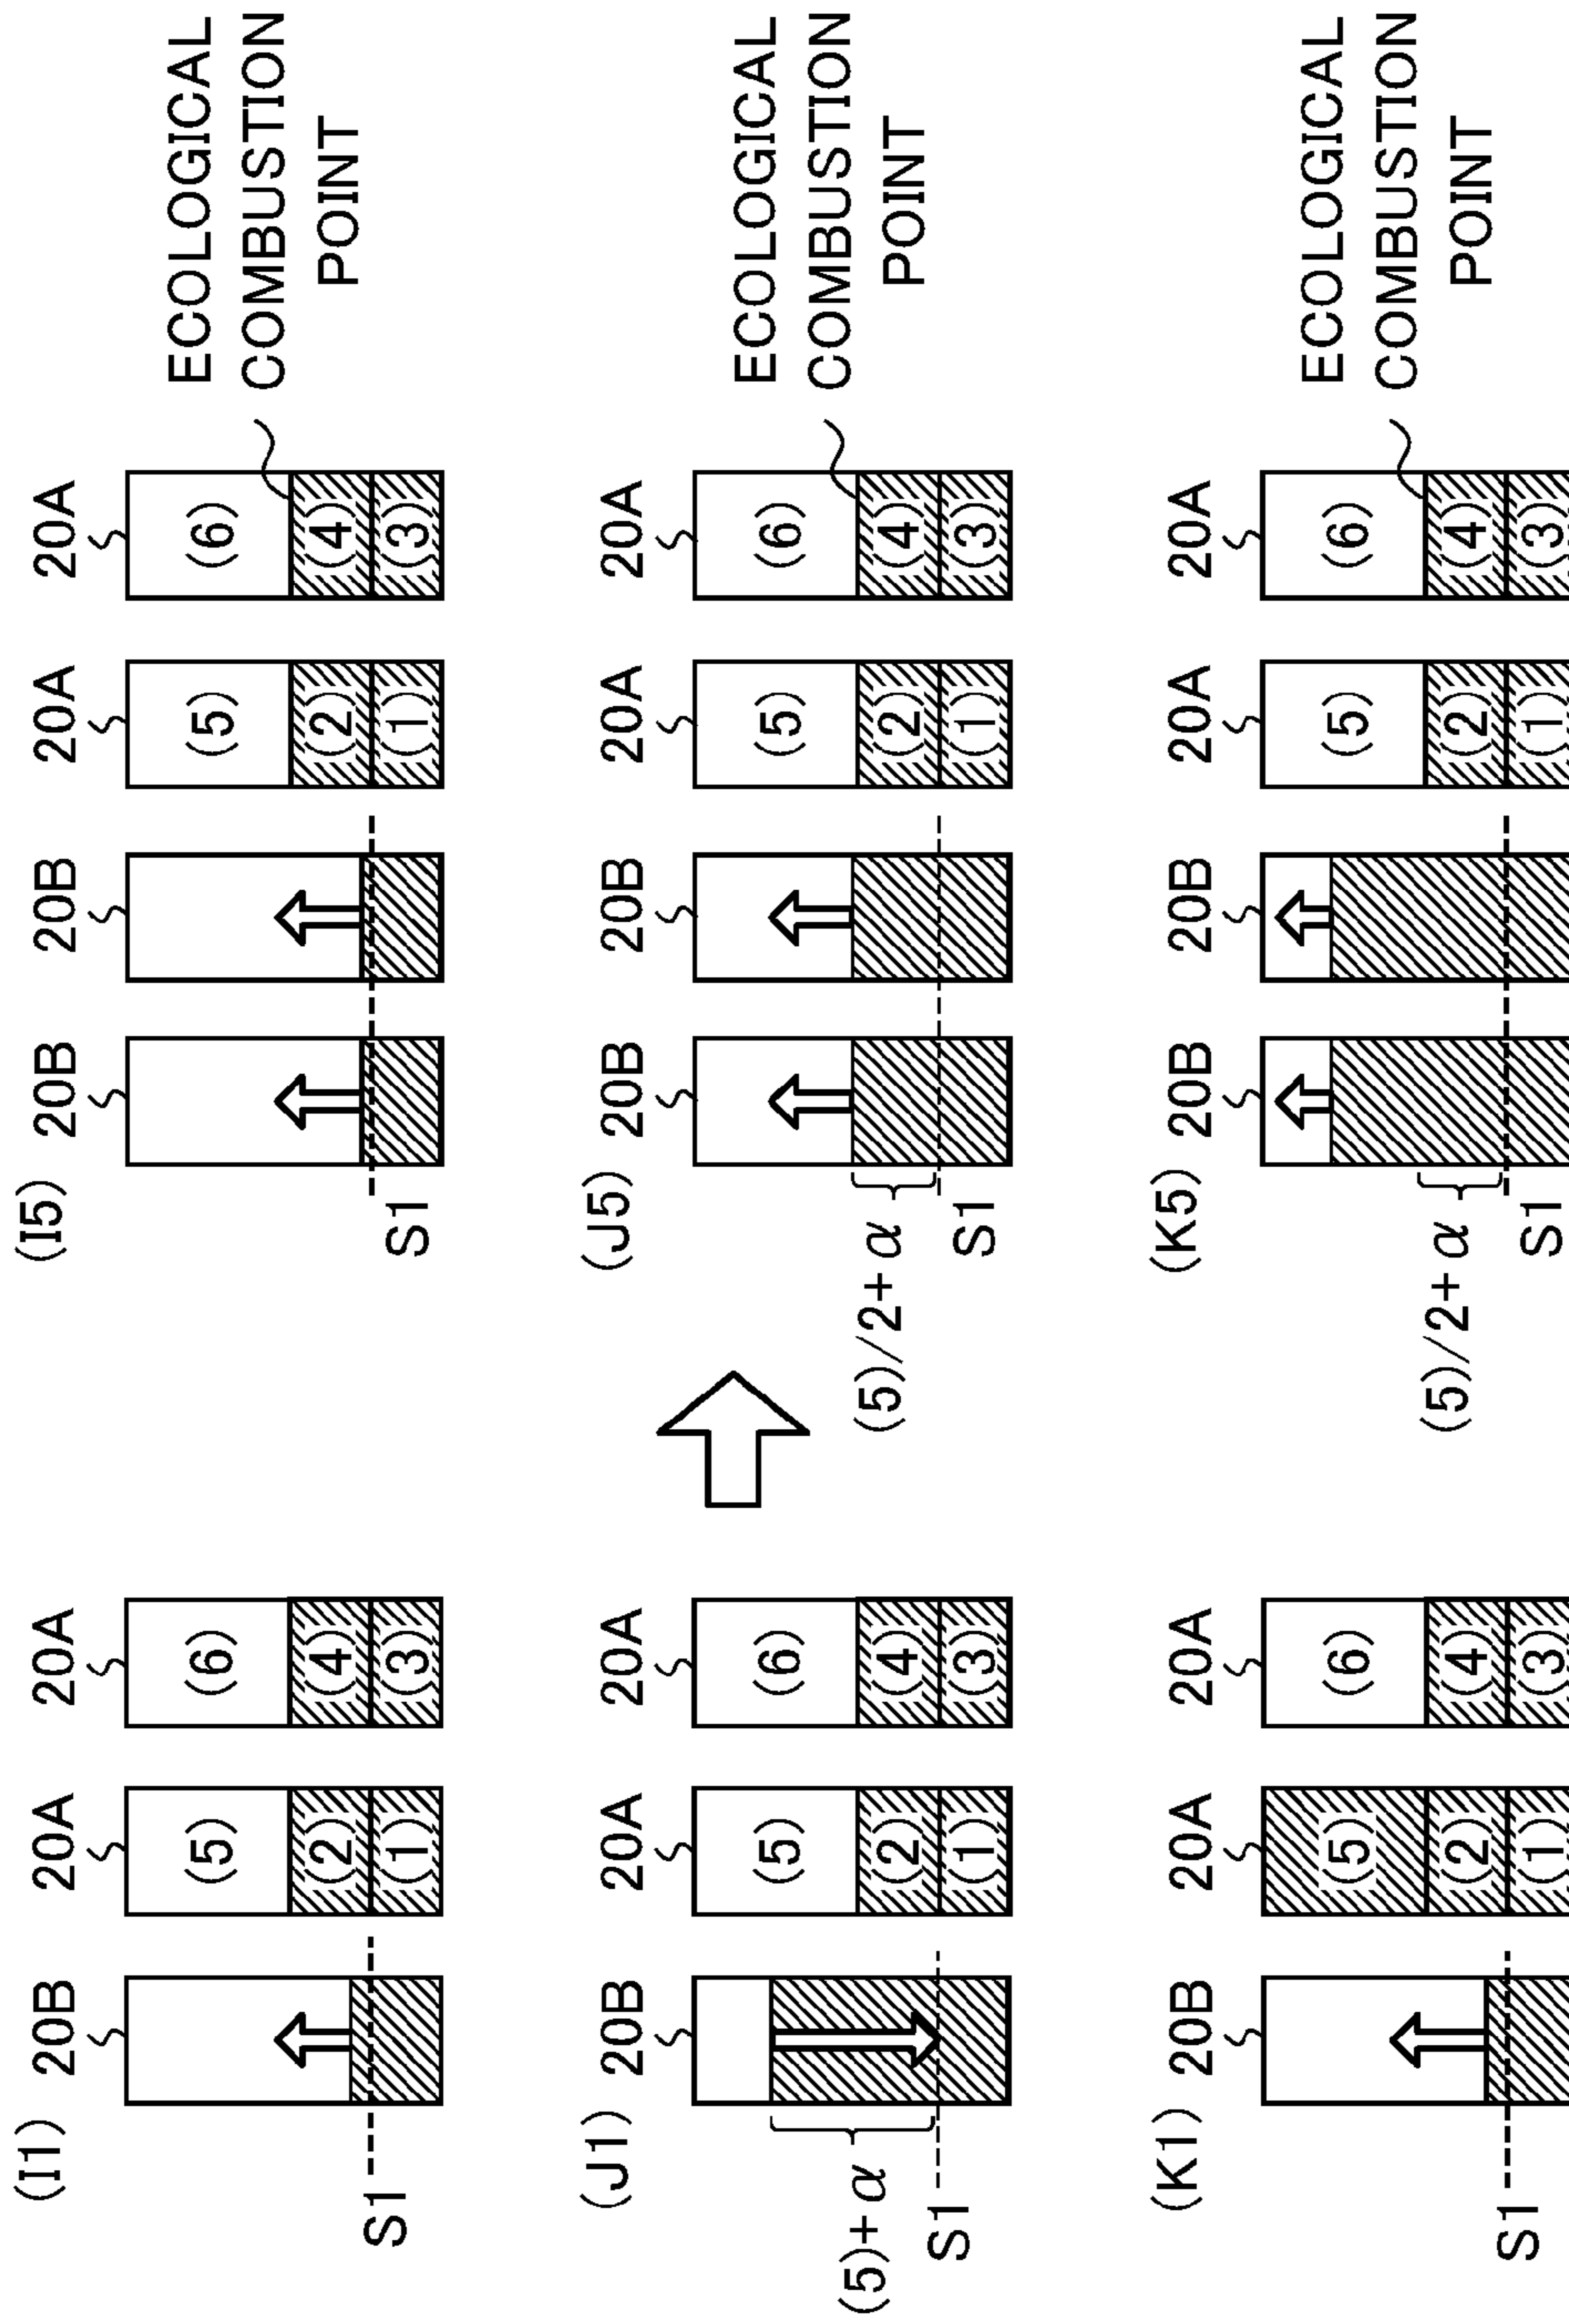 (I1)
20B 20A 20A
(5) (6)
(2) (4)
(1) (3)
S1
(I5)
20B 20B 20A 20A
(5) (6)
(2) (4)
(1) (3)
S1
ECOLOGICAL
COMBUSTION
POINT
(J1)
20B 20A 20A
(5) (6)
(5)+α
(2) (4)
(1) (3)
S1
(J5)
20B 20B 20A 20A
(5) (6)
(5)/2+α
(2) (4)
(1) (3)
S1
ECOLOGICAL
COMBUSTION
POINT
(K1)
20B 20A 20A
(5) (6)
(2) (4)
(1) (3)
S1
(K5)
20B 20B 20A 20A
(5) (6)
(5)/2+α
(2) (4)
(1) (3)
S1
ECOLOGICAL
COMBUSTION
POINT